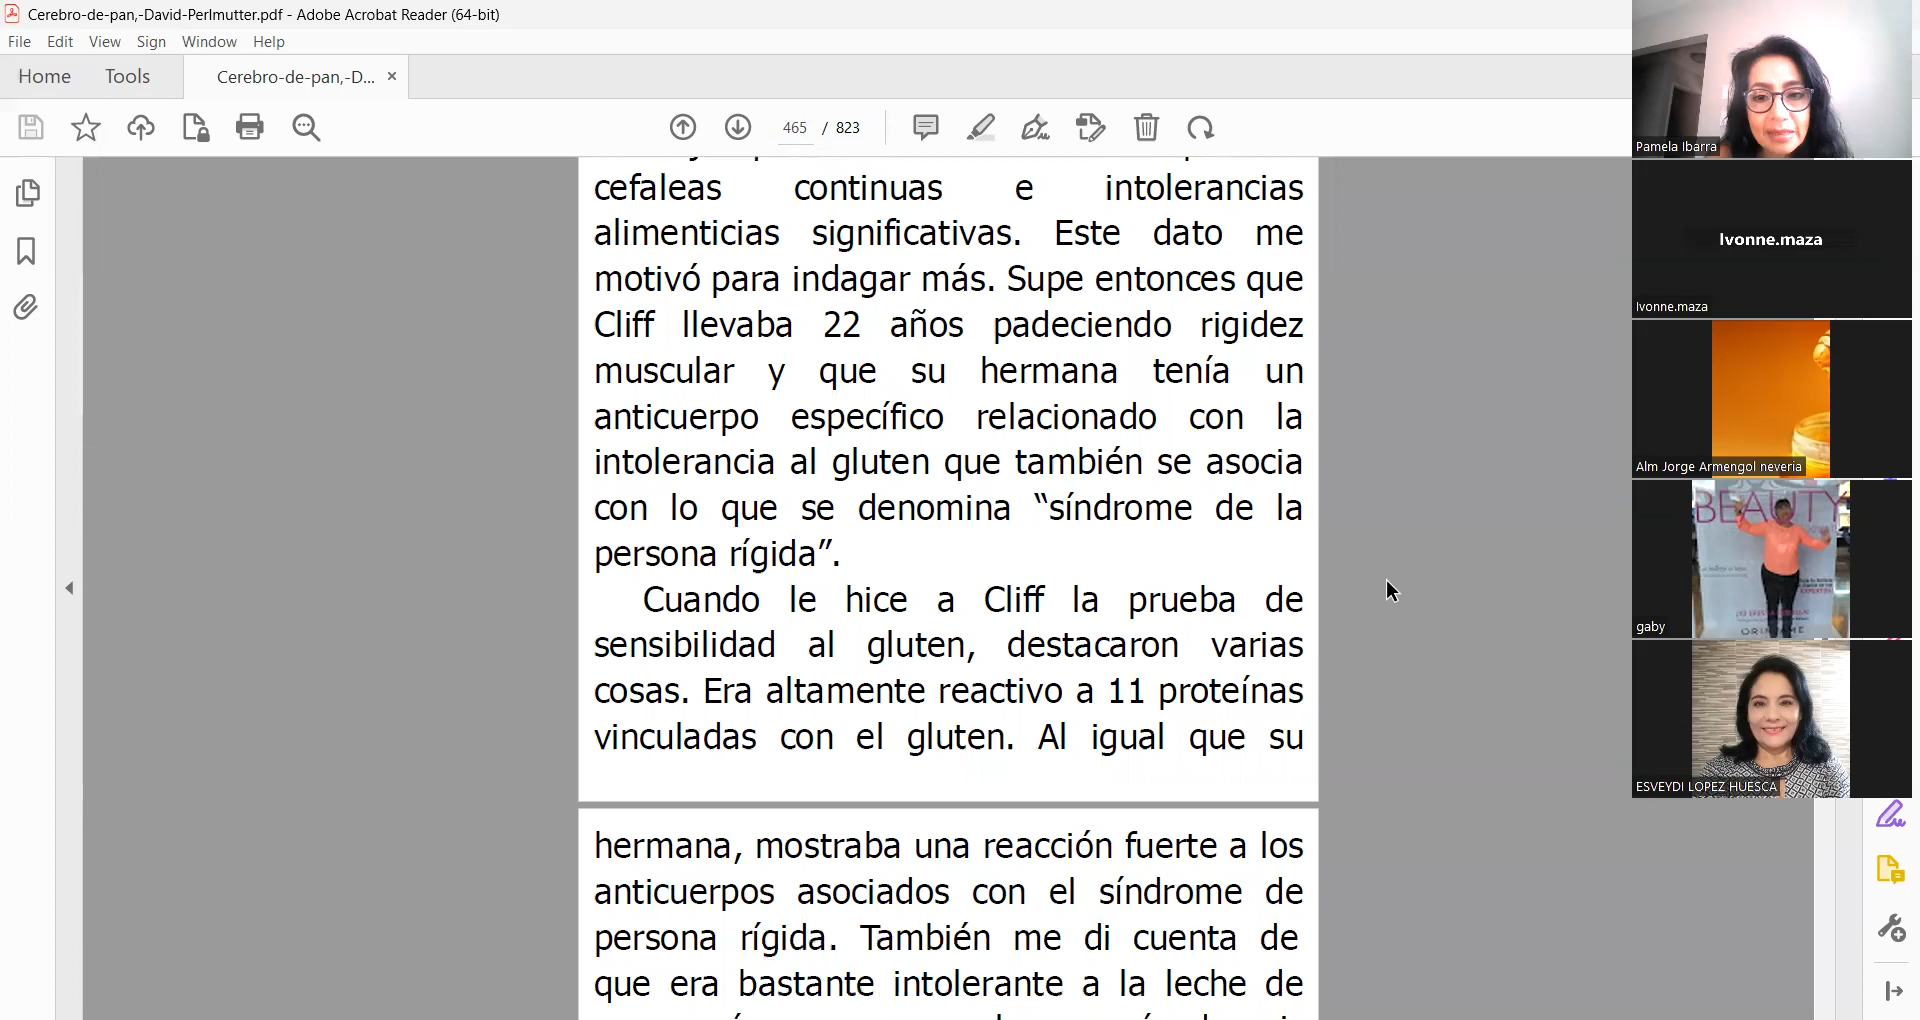 Cerebro-de-pan,-David-Perlmutter.pdf - Adobe Acrobat Reader (64-bit)
File Edit View Sign Window Help
Home Tools Cerebro-de-pan,-D... ×
465 / 823
cefaleas continuas e intolerancias
alimenticias significativas. Este dato me
motivó para indagar más. Supe entonces que
Cliff llevaba 22 años padeciendo rigidez
muscular y que su hermana tenía un
anticuerpo específico relacionado con la
intolerancia al gluten que también se asocia
con lo que se denomina “síndrome de la
persona rígida”.
Cuando le hice a Cliff la prueba de
sensibilidad al gluten, destacaron varias
cosas. Era altamente reactivo a 11 proteínas
vinculadas con el gluten. Al igual que su
hermana, mostraba una reacción fuerte a los
anticuerpos asociados con el síndrome de
persona rígida. También me di cuenta de
que era bastante intolerante a la leche de
Pamela Ibarra
Ivonne.maza
Ivonne.maza
Alm Jorge Armengol neveria
BEAUTY
ORIFLAME
gaby
ESVEYDI LOPEZ HUESCA